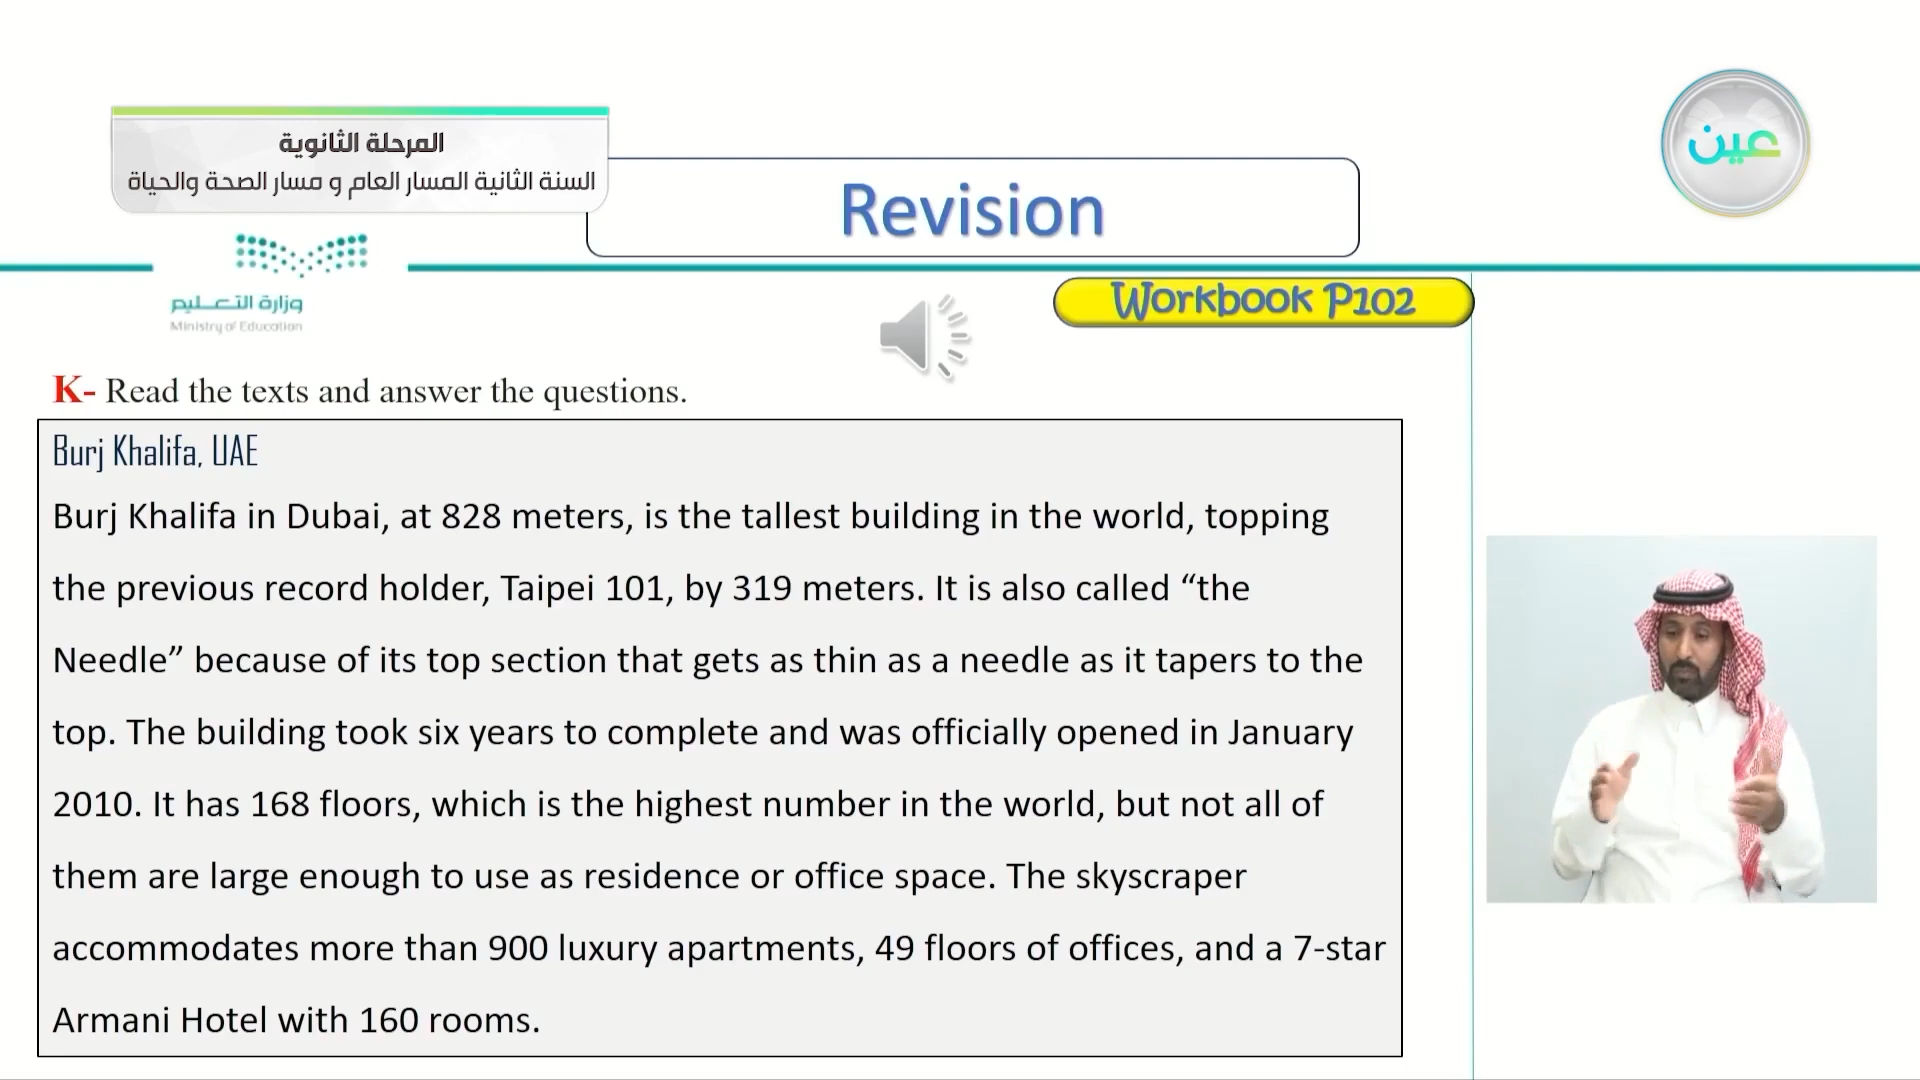 المرحلة الثانوية
السنة الثانية المسار العام و مسار الصحة والحياة
عين
Revision
وزارة التعليم
Ministry of Education
Workbook P102
K- Read the texts and answer the questions.
Burj Khalifa, UAE
Burj Khalifa in Dubai, at 828 meters, is the tallest building in the world, topping
the previous record holder, Taipei 101, by 319 meters. It is also called “the
Needle” because of its top section that gets as thin as a needle as it tapers to the
top. The building took six years to complete and was officially opened in January
2010. It has 168 floors, which is the highest number in the world, but not all of
them are large enough to use as residence or office space. The skyscraper
accommodates more than 900 luxury apartments, 49 floors of offices, and a 7-star
Armani Hotel with 160 rooms.